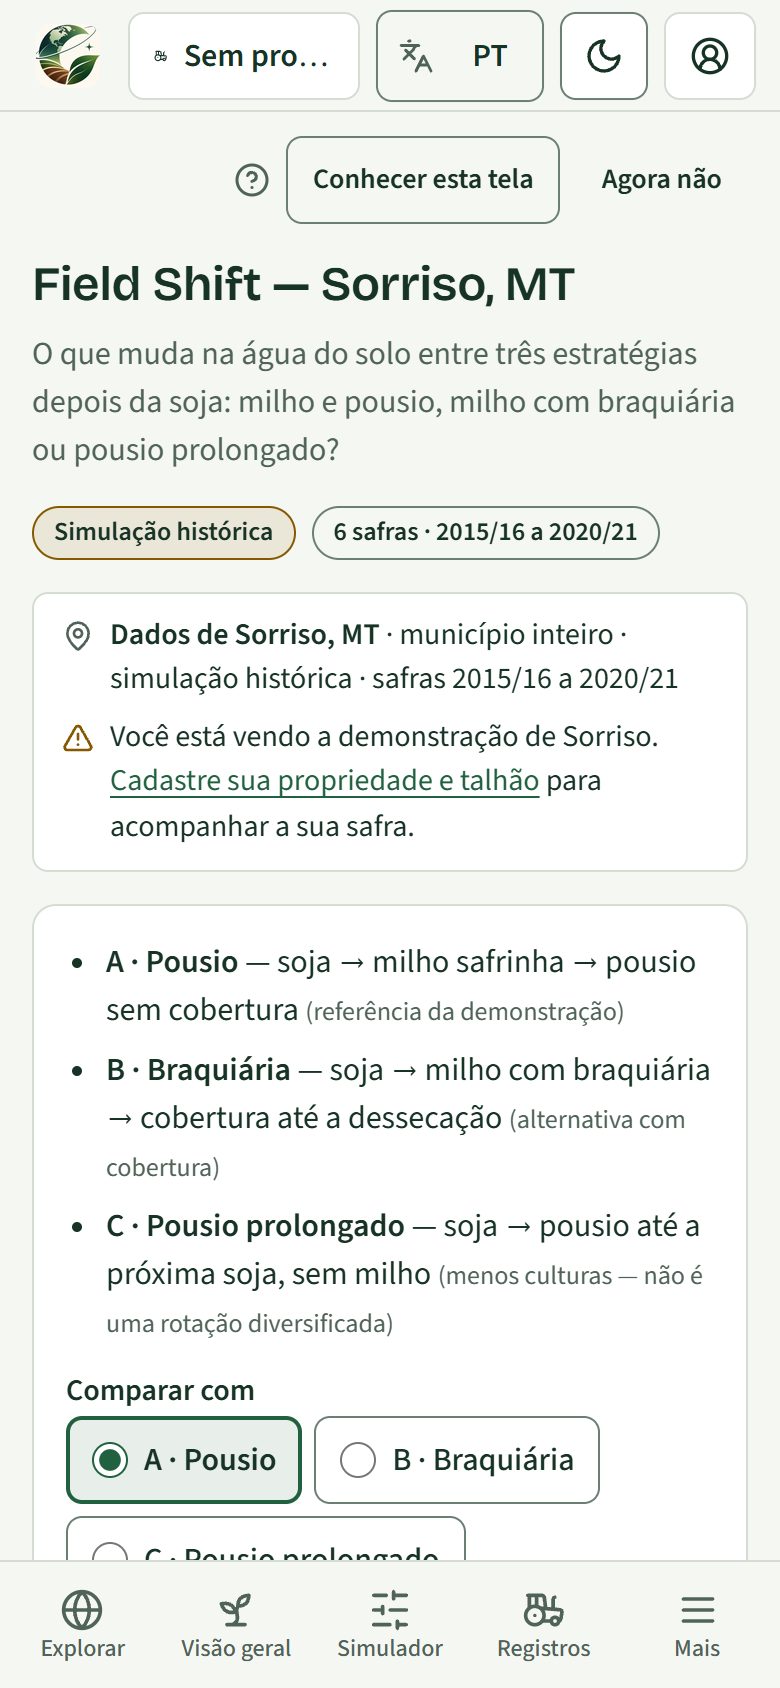 Sem pro...
PT
Conhecer esta tela
Agora não
Field Shift — Sorriso, MT
O que muda na água do solo entre três estratégias
depois da soja: milho e pousio, milho com braquiária
ou pousio prolongado?
Simulação histórica
6 safras · 2015/16 a 2020/21
Dados de Sorriso, MT · município inteiro ·
simulação histórica · safras 2015/16 a 2020/21
Você está vendo a demonstração de Sorriso.
Cadastre sua propriedade e talhão para
acompanhar a sua safra.
• A · Pousio — soja → milho safrinha → pousio
sem cobertura (referência da demonstração)
• B · Braquiária — soja → milho com braquiária
→ cobertura até a dessecação (alternativa com
cobertura)
• C · Pousio prolongado — soja → pousio até a
próxima soja, sem milho (menos culturas — não é
uma rotação diversificada)
Comparar com
A · Pousio
B · Braquiária
C · Pousio prolongado
Explorar
Visão geral
Simulador
Registros
Mais